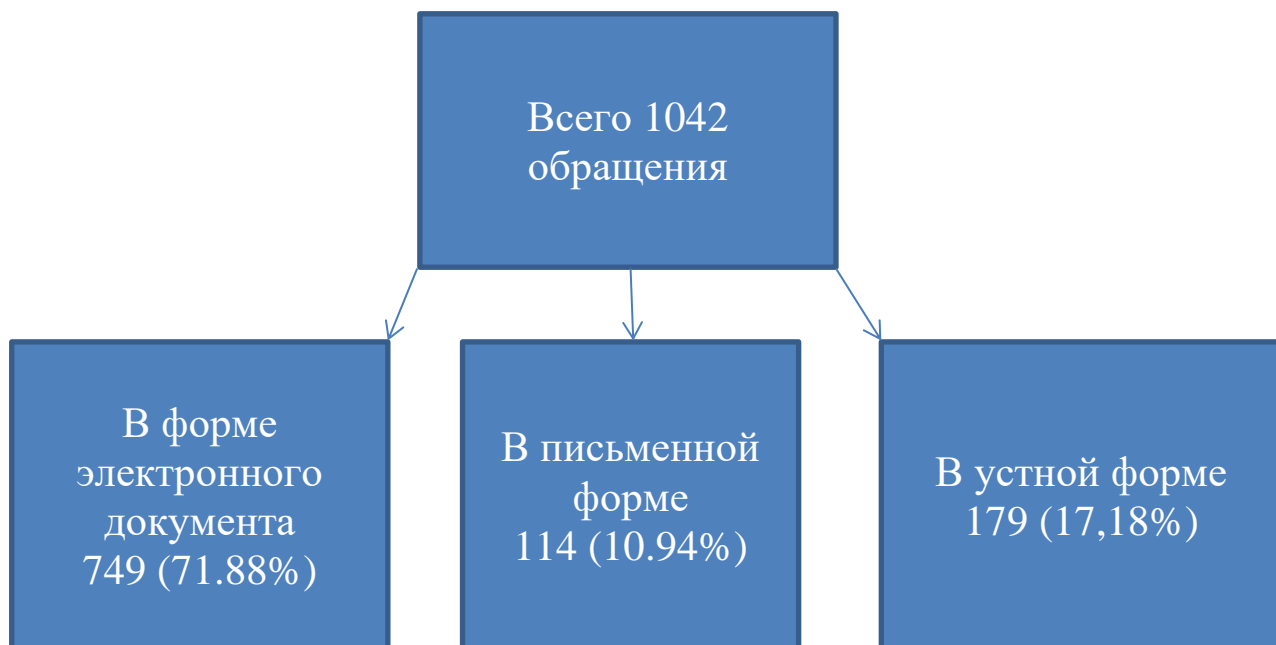 Всего 1042
обращения
В форме
электронного
документа
749 (71.88%)
В письменной
форме
114 (10.94%)
В устной форме
179 (17,18%)